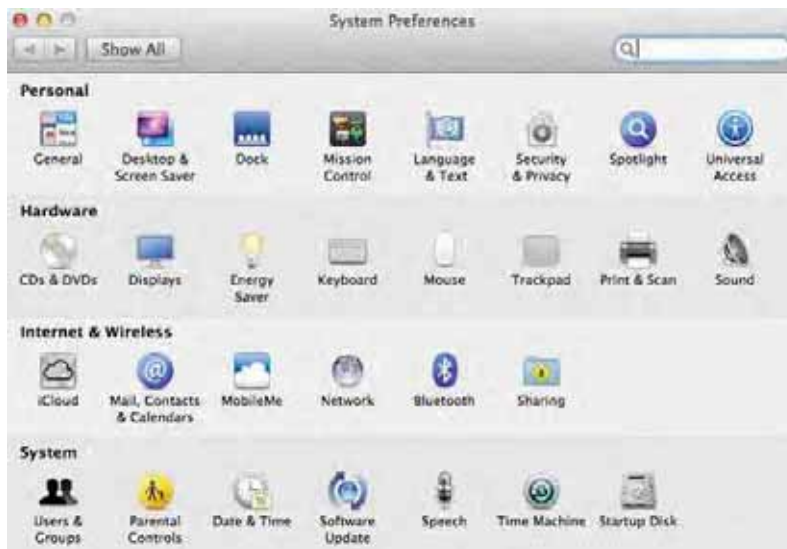 System Preferences
Show All
Personal
General
Desktop &
Screen Saver
Dock
Mission
Control
Language
& Text
Security
& Privacy
Spotlight
Universal
Access
Hardware
CDs & DVDs
Displays
Energy
Saver
Keyboard
Mouse
Trackpad
Print & Scan
Sound
Internet & Wireless
iCloud
Mail, Contacts
& Calendars
MobileMe
Network
Bluetooth
Sharing
System
Users &
Groups
Parental
Controls
Date & Time
Software
Update
Speech
Time Machine
Startup Disk